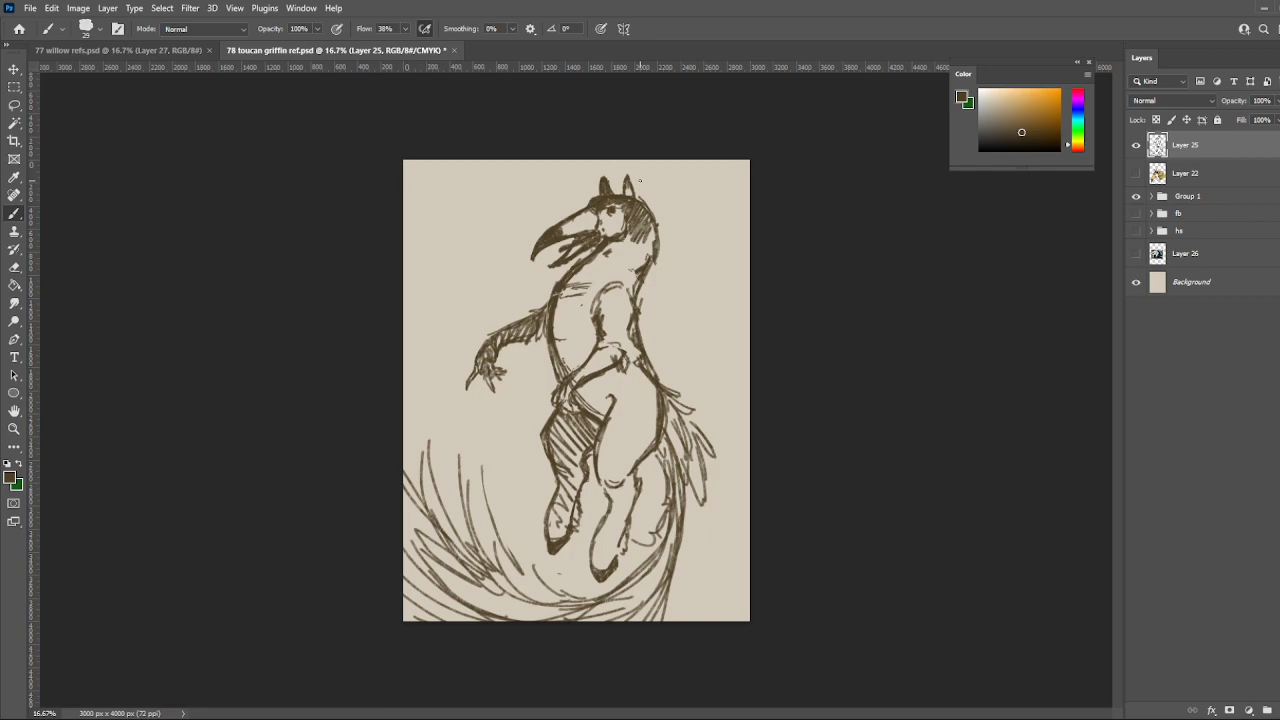 Ps File Edit Image Layer Type Select Filter 3D View Plugins Window Help
29 Mode: Normal Opacity: 100% Flow: 38% Smoothing: 0% 0°
77 willow refs.psd @ 16.7% (Layer 27, RGB/8#) × 78 toucan griffin ref.psd @ 16.7% (Layer 25, RGB/8#/CMYK) * ×
Color
Layers
Kind
Normal Opacity: 100%
Lock: Fill: 100%
Layer 25
Layer 22
Group 1
fb
hs
Layer 26
Background
16.67% 3000 px x 4000 px (72 ppi)